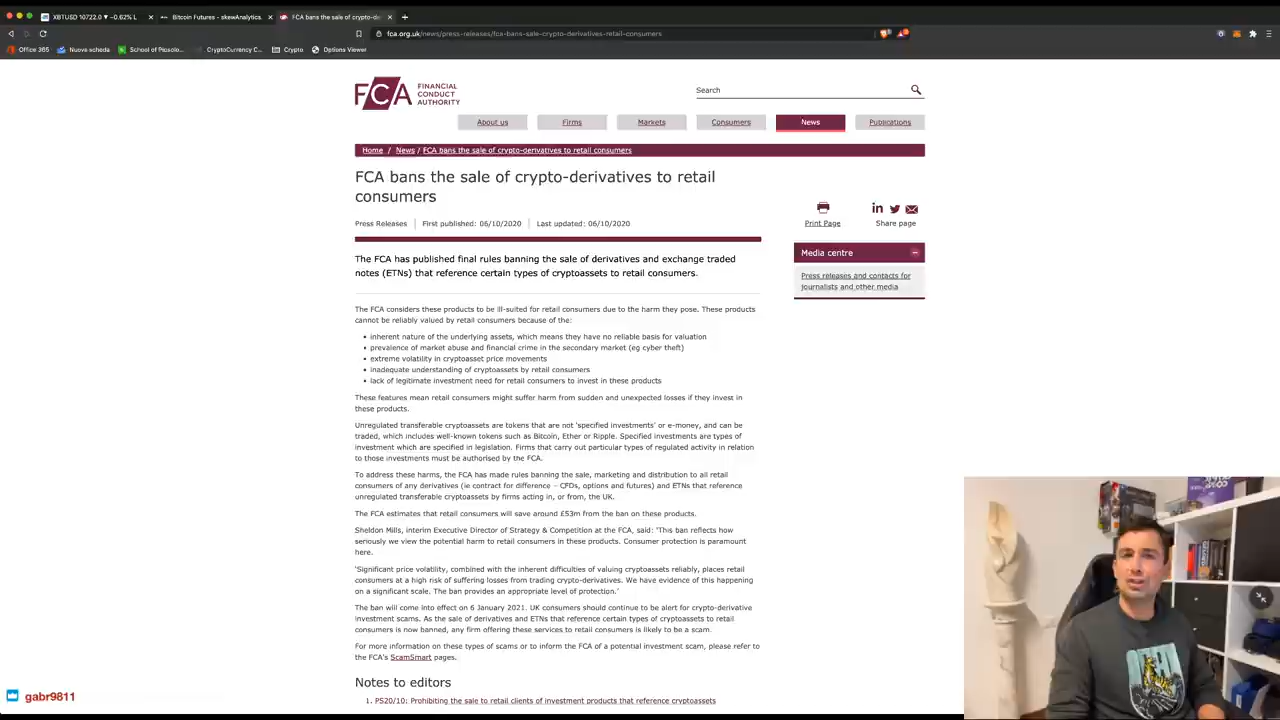 XBTUSD 10722.0 ▼ −0.62% L
Bitcoin Futures - skewAnalytics.
FCA bans the sale of crypto-de
fca.org.uk/news/press-releases/fca-bans-sale-crypto-derivatives-retail-consumers
Office 365
Nuova scheda
School of Picsolo...
CryptoCurrency C...
Crypto
Options Viewer
FCA FINANCIAL CONDUCT AUTHORITY
Search
About us
Firms
Markets
Consumers
News
Publications
Home / News / FCA bans the sale of crypto-derivatives to retail consumers
FCA bans the sale of crypto-derivatives to retail
consumers
Press Releases | First published: 06/10/2020 | Last updated: 06/10/2020
Print Page
Share page
The FCA has published final rules banning the sale of derivatives and exchange traded
notes (ETNs) that reference certain types of cryptoassets to retail consumers.
Media centre
Press releases and contacts for
journalists and other media
The FCA considers these products to be ill-suited for retail consumers due to the harm they pose. These products
cannot be reliably valued by retail consumers because of the:
• inherent nature of the underlying assets, which means they have no reliable basis for valuation
• prevalence of market abuse and financial crime in the secondary market (eg cyber theft)
• extreme volatility in cryptoasset price movements
• inadequate understanding of cryptoassets by retail consumers
• lack of legitimate investment need for retail consumers to invest in these products
These features mean retail consumers might suffer harm from sudden and unexpected losses if they invest in
these products.
Unregulated transferable cryptoassets are tokens that are not 'specified investments' or e-money, and can be
traded, which includes well-known tokens such as Bitcoin, Ether or Ripple. Specified investments are types of
investment which are specified in legislation. Firms that carry out particular types of regulated activity in relation
to those investments must be authorised by the FCA.
To address these harms, the FCA has made rules banning the sale, marketing and distribution to all retail
consumers of any derivatives (ie contract for difference – CFDs, options and futures) and ETNs that reference
unregulated transferable cryptoassets by firms acting in, or from, the UK.
The FCA estimates that retail consumers will save around £53m from the ban on these products.
Sheldon Mills, interim Executive Director of Strategy & Competition at the FCA, said: 'This ban reflects how
seriously we view the potential harm to retail consumers in these products. Consumer protection is paramount
here.
'Significant price volatility, combined with the inherent difficulties of valuing cryptoassets reliably, places retail
consumers at a high risk of suffering losses from trading crypto-derivatives. We have evidence of this happening
on a significant scale. The ban provides an appropriate level of protection.'
The ban will come into effect on 6 January 2021. UK consumers should continue to be alert for crypto-derivative
investment scams. As the sale of derivatives and ETNs that reference certain types of cryptoassets to retail
consumers is now banned, any firm offering these services to retail consumers is likely to be a scam.
For more information on these types of scams or to inform the FCA of a potential investment scam, please refer to
the FCA's ScamSmart pages.
Notes to editors
1. PS20/10: Prohibiting the sale to retail clients of investment products that reference cryptoassets
gabr9811